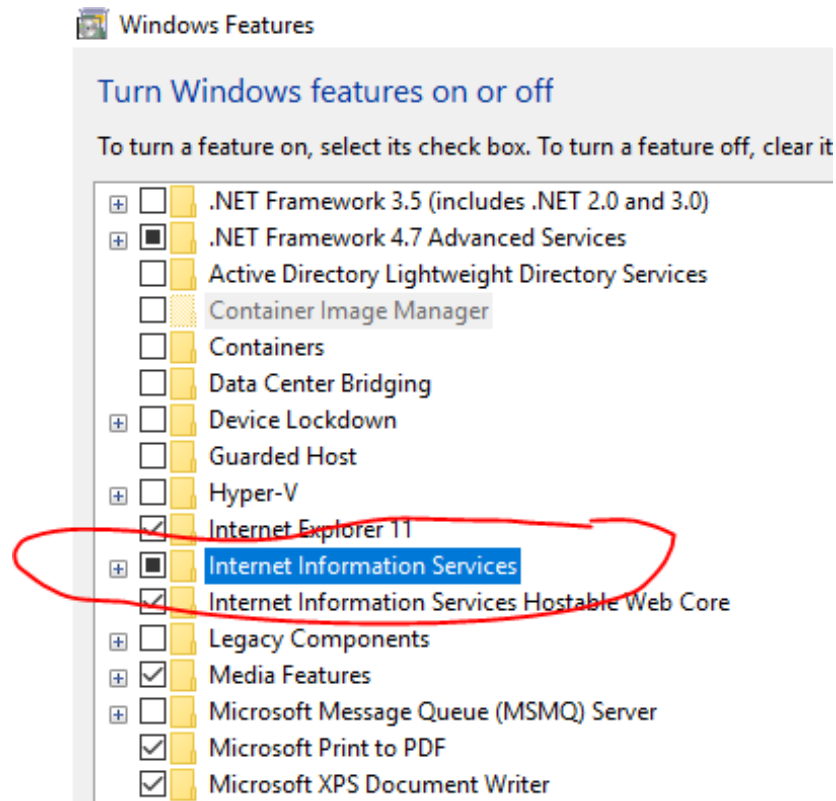 Windows Features
Turn Windows features on or off
To turn a feature on, select its check box. To turn a feature off, clear it
.NET Framework 3.5 (includes .NET 2.0 and 3.0)
.NET Framework 4.7 Advanced Services
Active Directory Lightweight Directory Services
Container Image Manager
Containers
Data Center Bridging
Device Lockdown
Guarded Host
Hyper-V
Internet Explorer 11
Internet Information Services
Internet Information Services Hostable Web Core
Legacy Components
Media Features
Microsoft Message Queue (MSMQ) Server
Microsoft Print to PDF
Microsoft XPS Document Writer